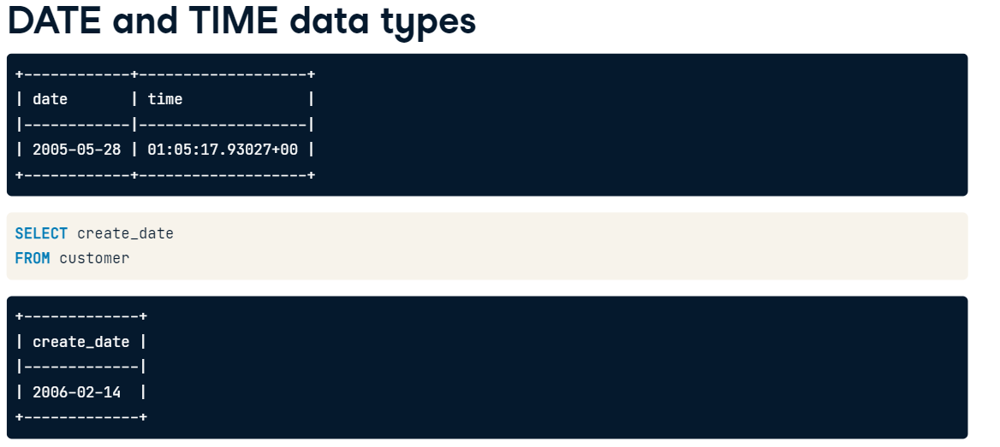 DATE and TIME data types
+------------+-------------------+
| date       | time              |
|------------|-------------------|
| 2005-05-28 | 01:05:17.93027+00 |
+------------+-------------------+
SELECT create_date
FROM customer
+-------------+
| create_date |
|-------------|
| 2006-02-14  |
+-------------+